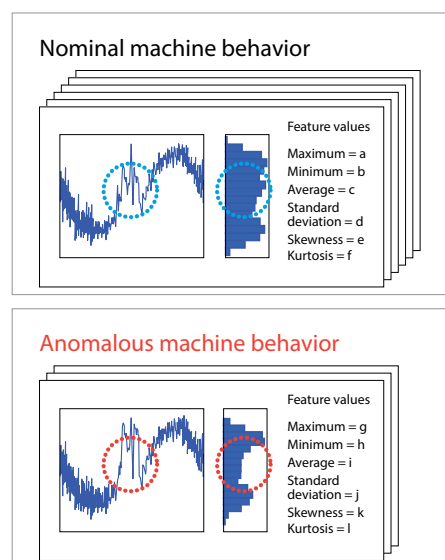 Nominal machine behavior
Feature values
Maximum = a
Minimum = b
Average = c
Standard
deviation = d
Skewness = e
Kurtosis = f
Anomalous machine behavior
Feature values
Maximum = g
Minimum = h
Average = i
Standard
deviation = j
Skewness = k
Kurtosis = l